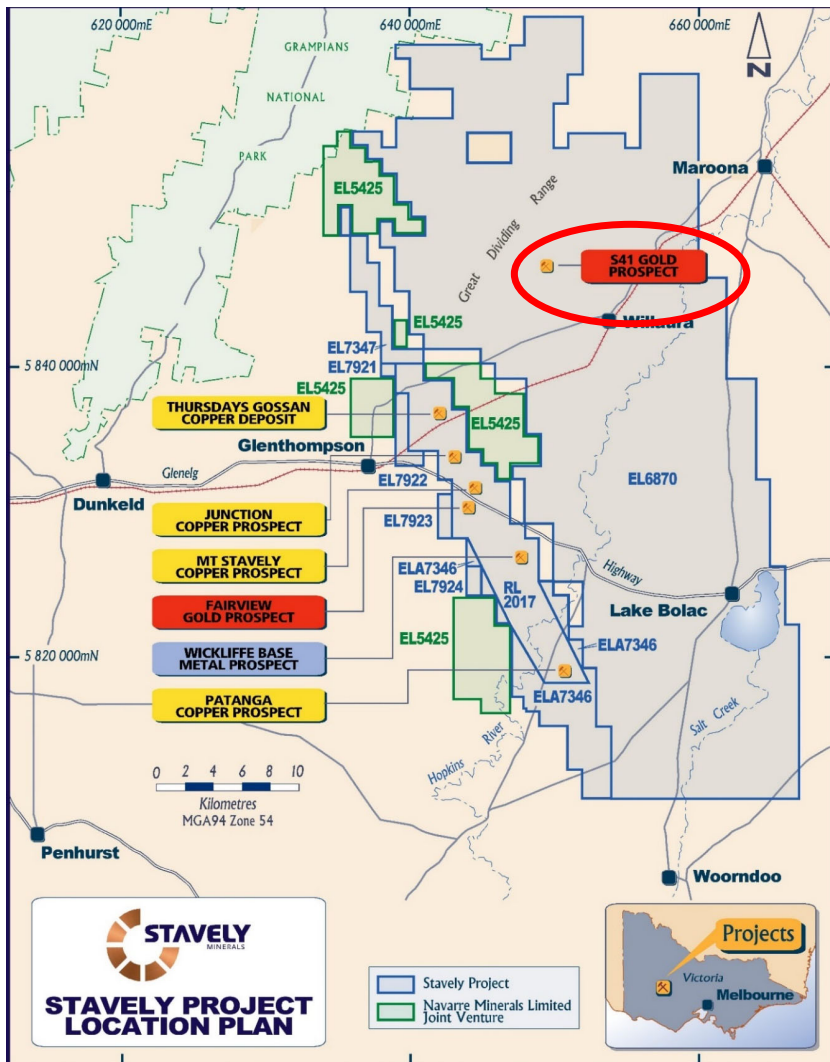 620 000mE
640 000mE
660 000mE
GRAMPIANS
NATIONAL
PARK
N
Maroona
EL5425
Great Dividing Range
S41 GOLD
PROSPECT
EL5425
Willaura
EL7347
5 840 000mN
EL7921
EL5425
THURSDAYS GOSSAN
COPPER DEPOSIT
EL5425
Glenthompson
Glenelg
EL7922
EL6870
Dunkeld
JUNCTION
COPPER PROSPECT
EL7923
MT STAVELY
COPPER PROSPECT
Highway
ELA7346
EL7924
RL
2017
FAIRVIEW
GOLD PROSPECT
Lake Bolac
EL5425
ELA7346
WICKLIFFE BASE
METAL PROSPECT
5 820 000mN
ELA7346
PATANGA
COPPER PROSPECT
Salt Creek
Hopkins River
0 2 4 6 8 10
Kilometres
MGA94 Zone 54
Penhurst
Woorndoo
STAVELY
MINERALS
STAVELY PROJECT
LOCATION PLAN
Stavely Project
Navarre Minerals Limited
Joint Venture
Projects
Victoria
Melbourne